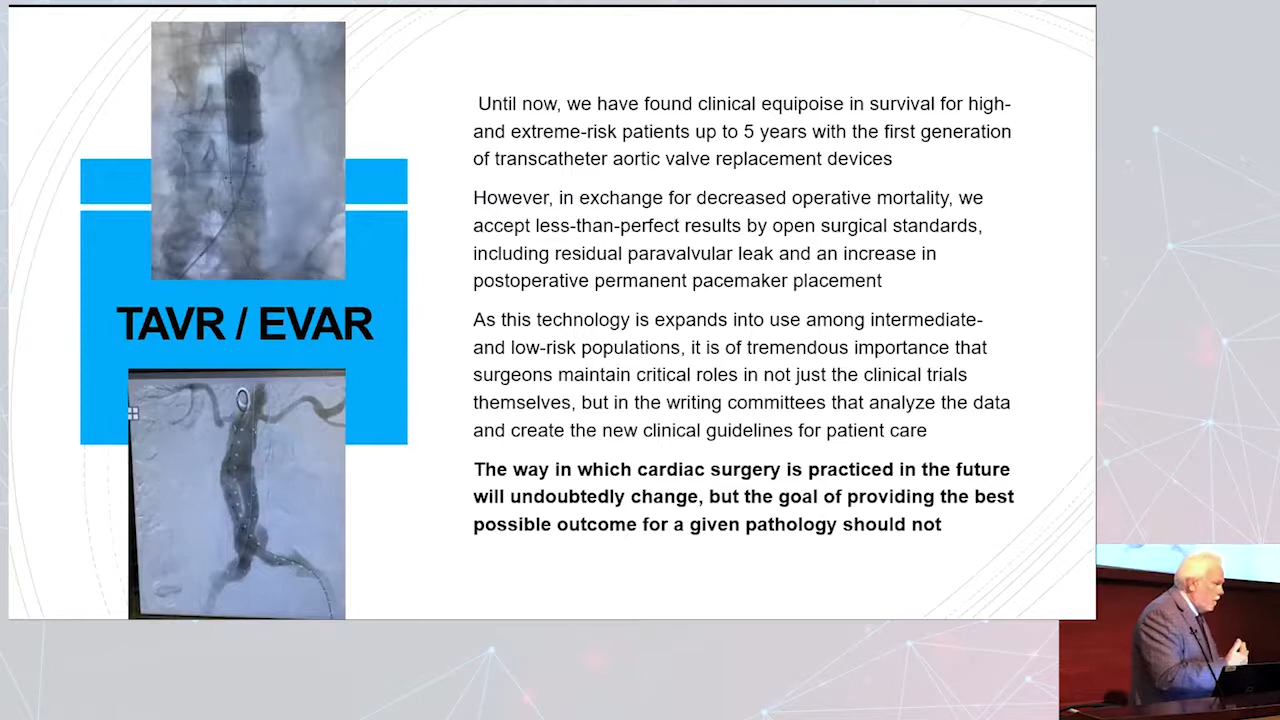 TAVR / EVAR
Until now, we have found clinical equipoise in survival for high-
and extreme-risk patients up to 5 years with the first generation
of transcatheter aortic valve replacement devices
However, in exchange for decreased operative mortality, we
accept less-than-perfect results by open surgical standards,
including residual paravalvular leak and an increase in
postoperative permanent pacemaker placement
As this technology is expands into use among intermediate-
and low-risk populations, it is of tremendous importance that
surgeons maintain critical roles in not just the clinical trials
themselves, but in the writing committees that analyze the data
and create the new clinical guidelines for patient care
The way in which cardiac surgery is practiced in the future
will undoubtedly change, but the goal of providing the best
possible outcome for a given pathology should not